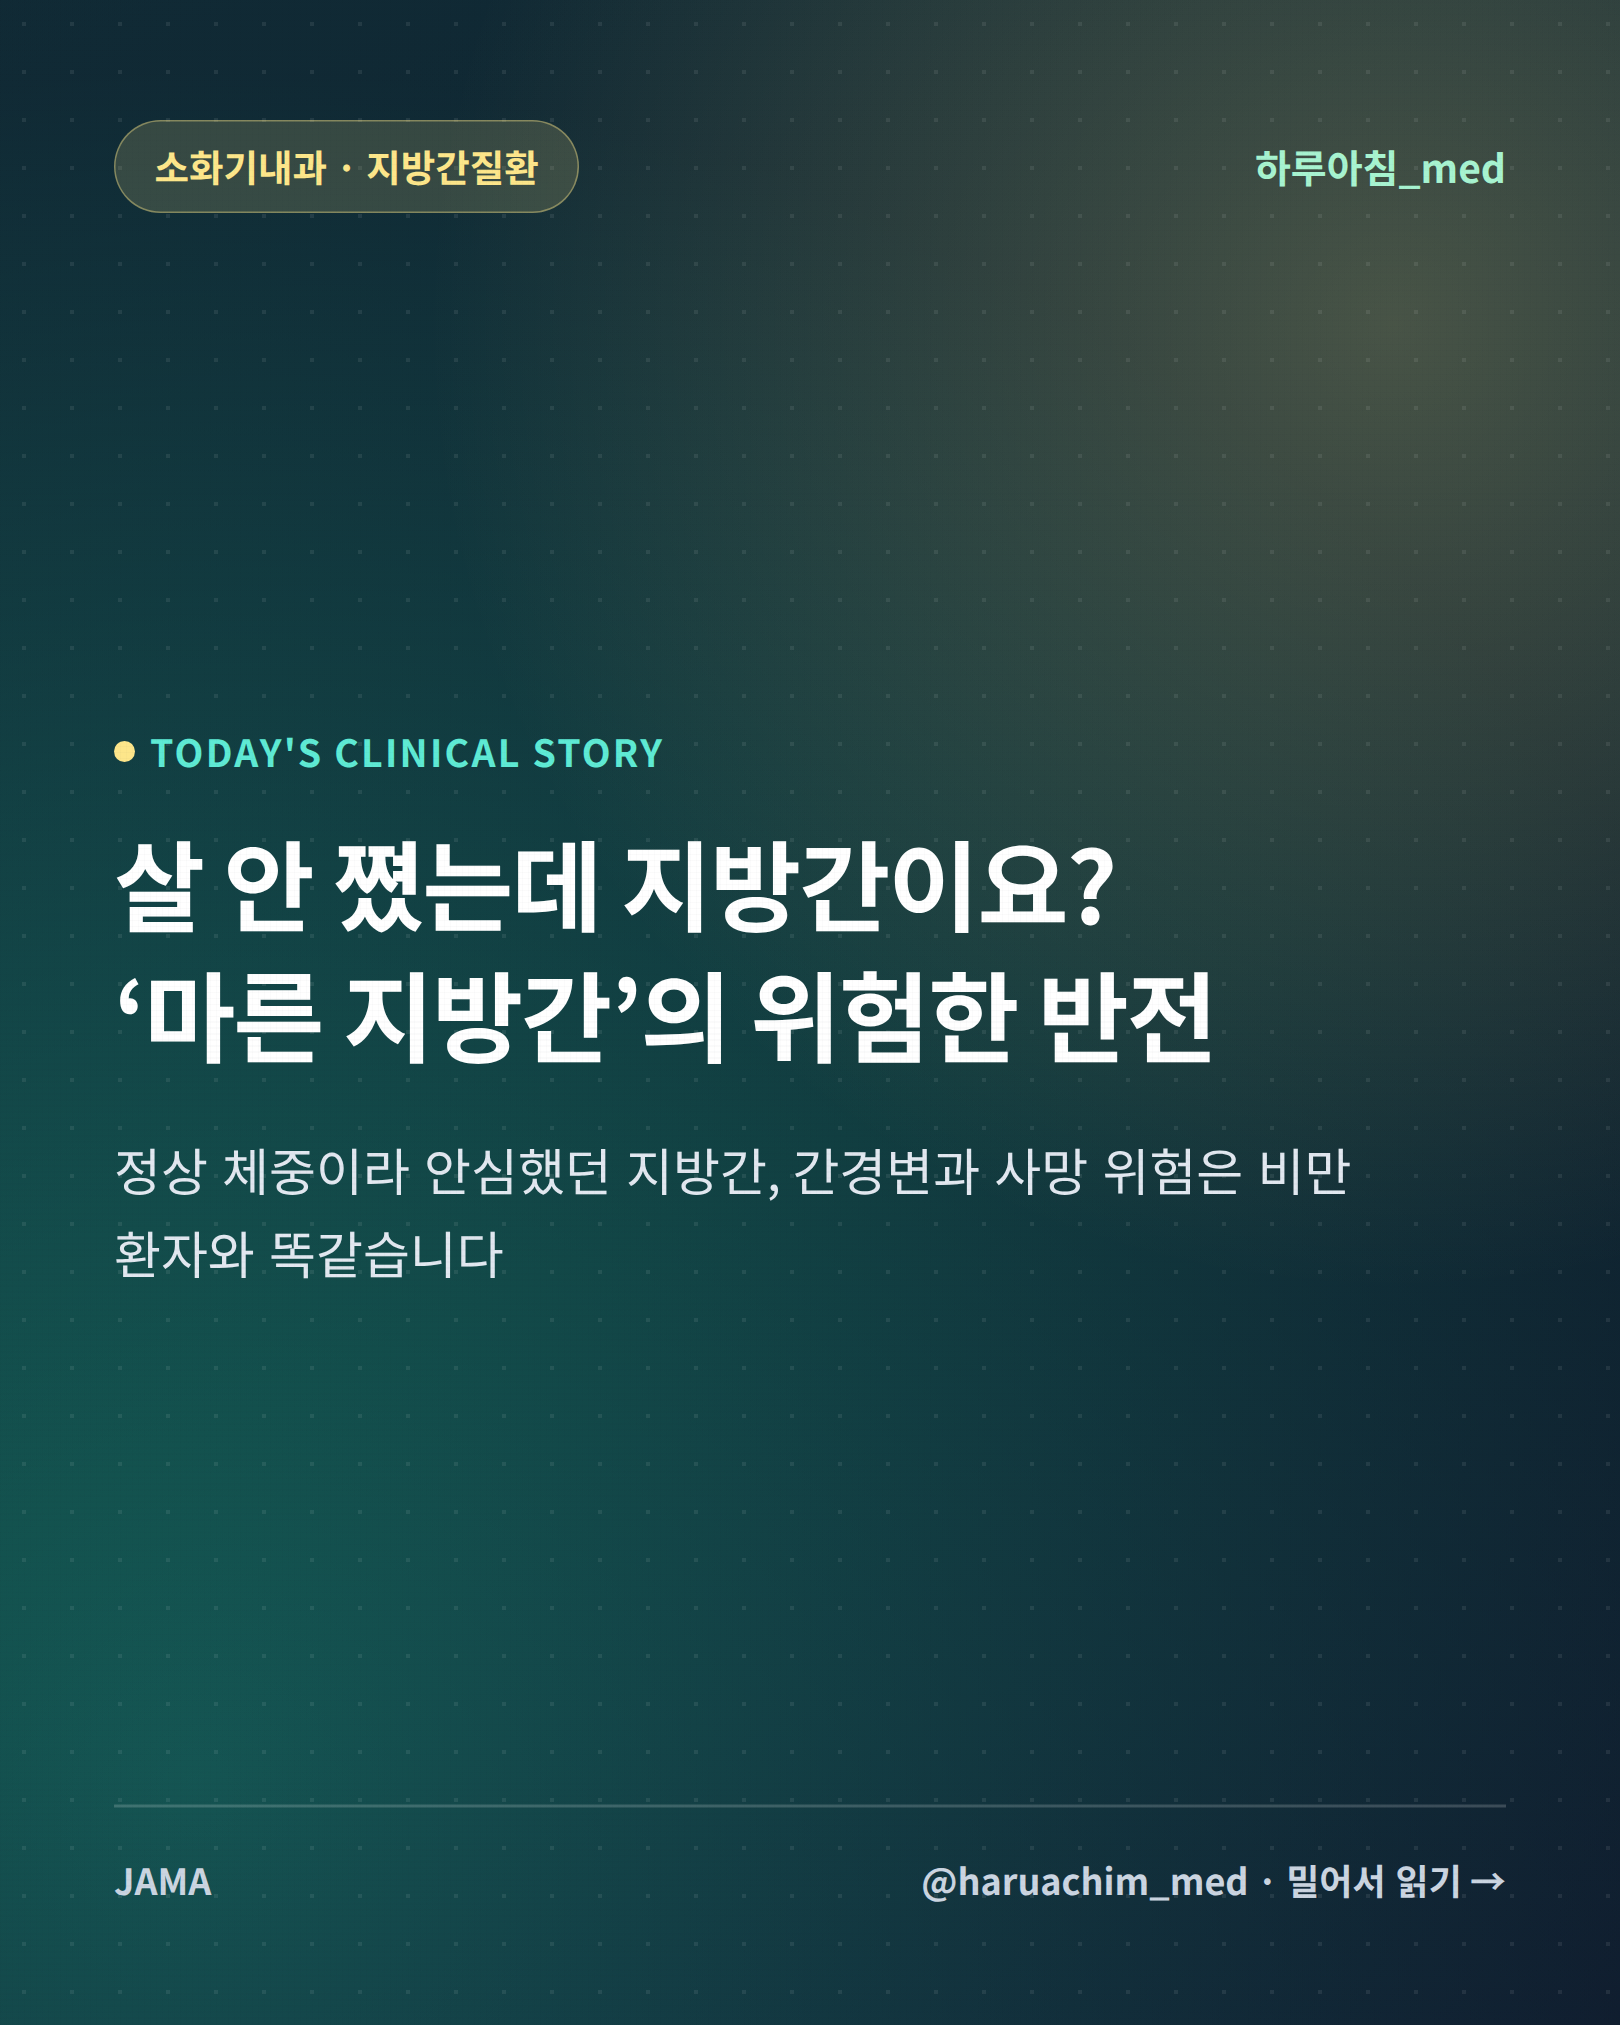 소화기내과 · 지방간질환
하루아침_med
TODAY'S CLINICAL STORY
살 안 쪘는데 지방간이요?
‘마른 지방간’의 위험한 반전
정상 체중이라 안심했던 지방간, 간경변과 사망 위험은 비만
환자와 똑같습니다
JAMA
@haruachim_med · 밀어서 읽기 →